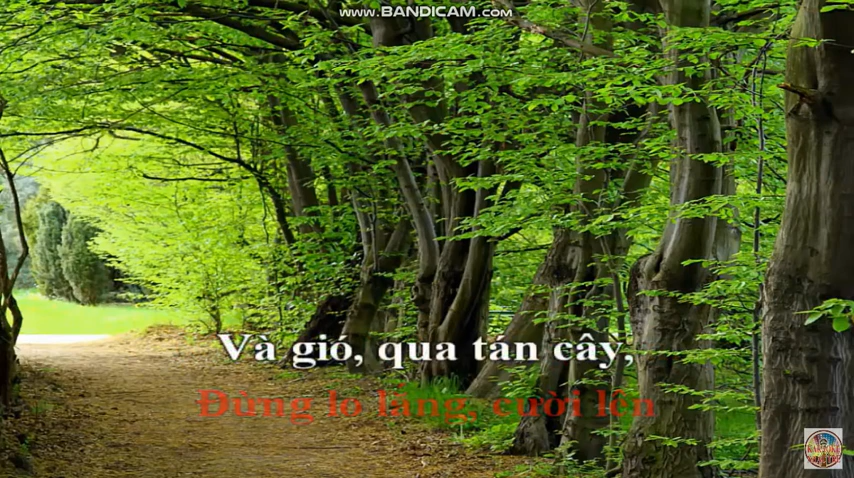 www.BANDICAM.com
Và gió, qua tán cây,
Đừng lo lắng, cười lên